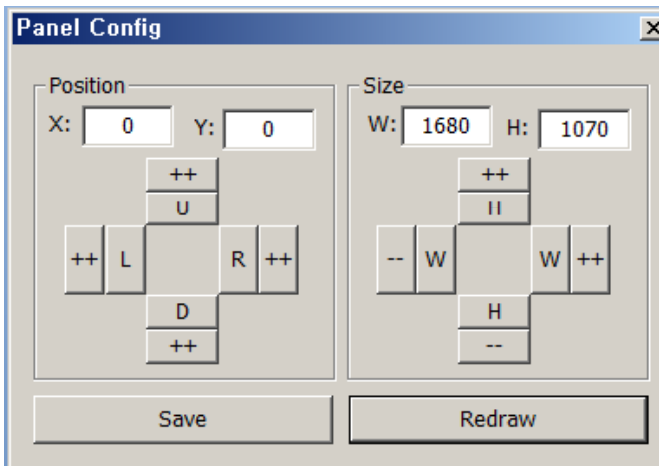 Panel Config
Position
Size
X: 0 Y: 0
W: 1680 H: 1070
++ ++
U H
++ L R ++ -- W W ++
D H
++ --
Save Redraw